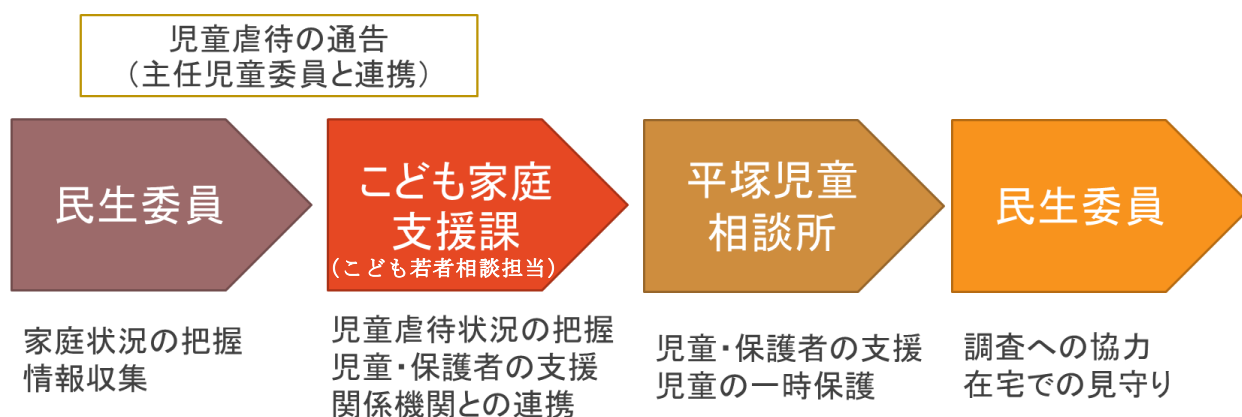 児童虐待の通告
（主任児童委員と連携）
民生委員
こども家庭
支援課
（こども若者相談担当）
平塚児童
相談所
民生委員
家庭状況の把握
情報収集
児童虐待状況の把握
児童・保護者の支援
関係機関との連携
児童・保護者の支援
児童の一時保護
調査への協力
在宅での見守り